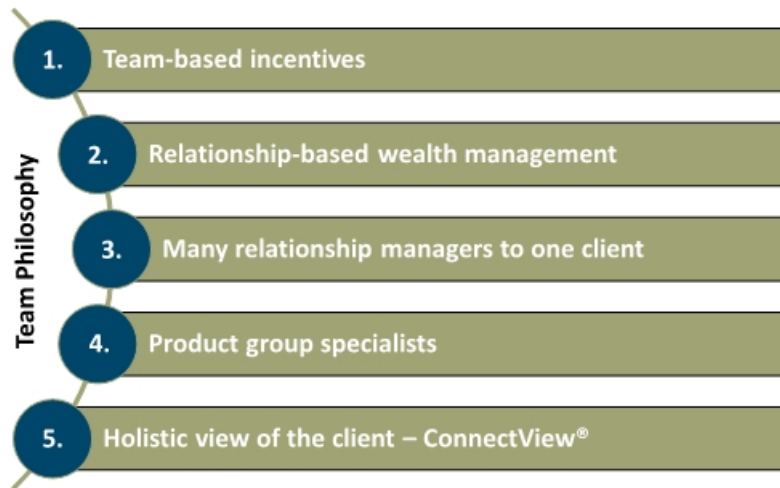 Team Philosophy
1. Team-based incentives
2. Relationship-based wealth management
3. Many relationship managers to one client
4. Product group specialists
5. Holistic view of the client – ConnectView®